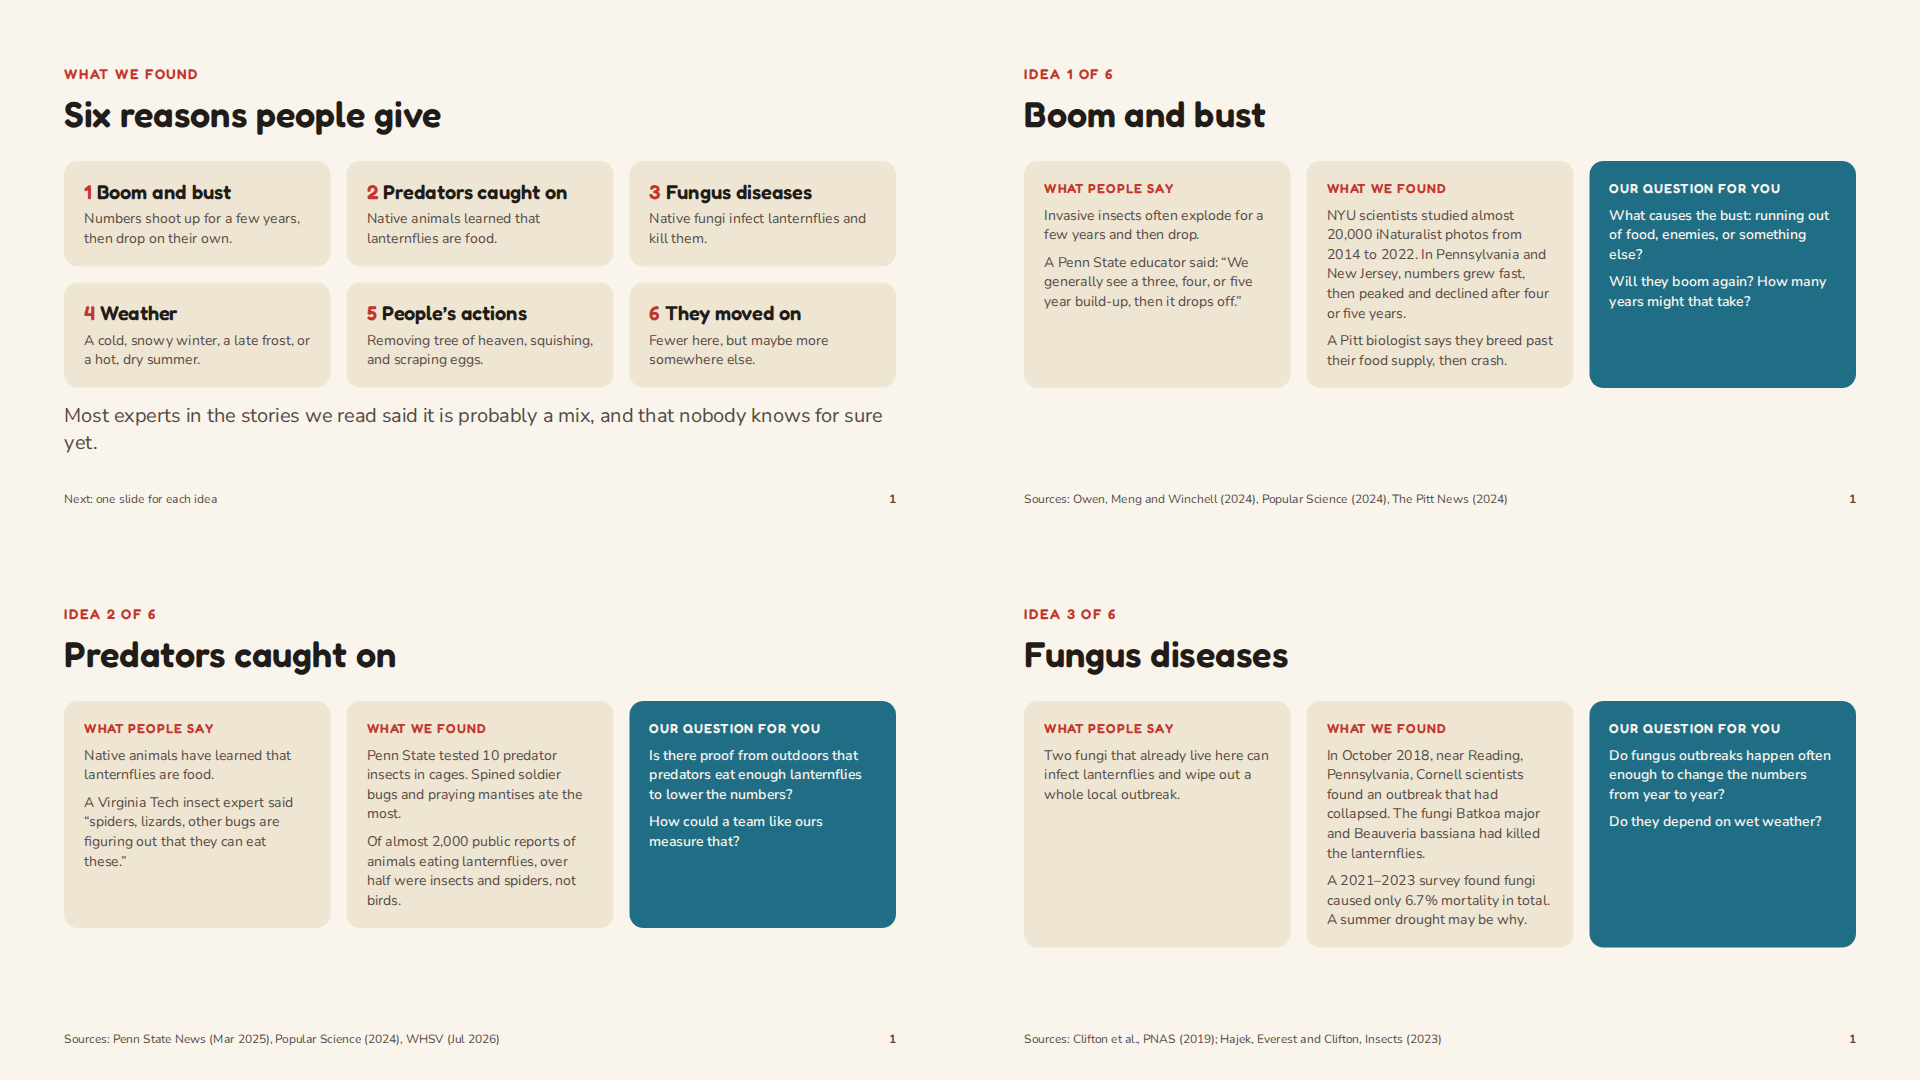 WHAT WE FOUND
Six reasons people give
1 Boom and bust
Numbers shoot up for a few years,
then drop on their own.
2 Predators caught on
Native animals learned that
lanternflies are food.
3 Fungus diseases
Native fungi infect lanternflies and
kill them.
4 Weather
A cold, snowy winter, a late frost, or
a hot, dry summer.
5 People’s actions
Removing tree of heaven, squishing,
and scraping eggs.
6 They moved on
Fewer here, but maybe more
somewhere else.
Most experts in the stories we read said it is probably a mix, and that nobody knows for sure
yet.
Next: one slide for each idea
1
IDEA 1 OF 6
Boom and bust
WHAT PEOPLE SAY
Invasive insects often explode for a
few years and then drop.
A Penn State educator said: “We
generally see a three, four, or five
year build-up, then it drops off.”
WHAT WE FOUND
NYU scientists studied almost
20,000 iNaturalist photos from
2014 to 2022. In Pennsylvania and
New Jersey, numbers grew fast,
then peaked and declined after four
or five years.
A Pitt biologist says they breed past
their food supply, then crash.
OUR QUESTION FOR YOU
What causes the bust: running out
of food, enemies, or something
else?
Will they boom again? How many
years might that take?
Sources: Owen, Meng and Winchell (2024), Popular Science (2024), The Pitt News (2024)
1
IDEA 2 OF 6
Predators caught on
WHAT PEOPLE SAY
Native animals have learned that
lanternflies are food.
A Virginia Tech insect expert said
“spiders, lizards, other bugs are
figuring out that they can eat
these.”
WHAT WE FOUND
Penn State tested 10 predator
insects in cages. Spined soldier
bugs and praying mantises ate the
most.
Of almost 2,000 public reports of
animals eating lanternflies, over
half were insects and spiders, not
birds.
OUR QUESTION FOR YOU
Is there proof from outdoors that
predators eat enough lanternflies
to lower the numbers?
How could a team like ours
measure that?
Sources: Penn State News (Mar 2025), Popular Science (2024), WHSV (Jul 2026)
1
IDEA 3 OF 6
Fungus diseases
WHAT PEOPLE SAY
Two fungi that already live here can
infect lanternflies and wipe out a
whole local outbreak.
WHAT WE FOUND
In October 2018, near Reading,
Pennsylvania, Cornell scientists
found an outbreak that had
collapsed. The fungi Batkoa major
and Beauveria bassiana had killed
the lanternflies.
A 2021–2023 survey found fungi
caused only 6.7% mortality in total.
A summer drought may be why.
OUR QUESTION FOR YOU
Do fungus outbreaks happen often
enough to change the numbers
from year to year?
Do they depend on wet weather?
Sources: Clifton et al., PNAS (2019); Hajek, Everest and Clifton, Insects (2023)
1